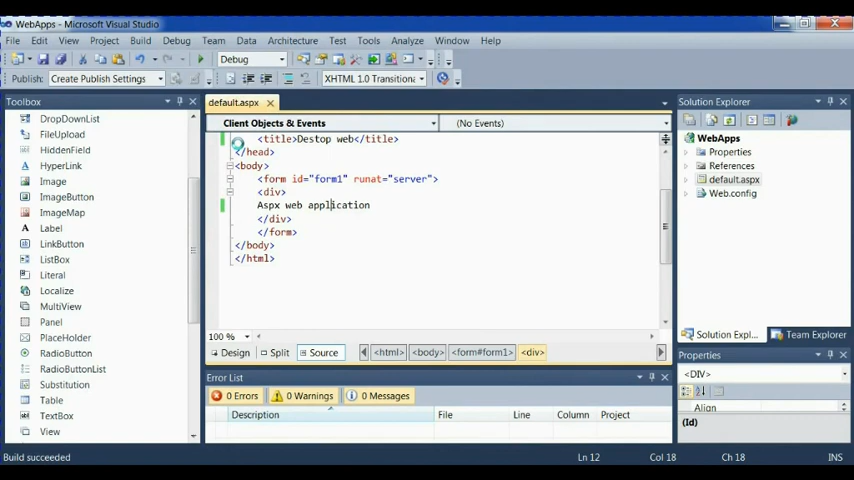 WebApps - Microsoft Visual Studio
File Edit View Project Build Debug Team Data Architecture Test Tools Analyze Window Help
Debug
Publish: Create Publish Settings XHTML 1.0 Transitiona
Toolbox
DropDownList
FileUpload
HiddenField
HyperLink
Image
ImageButton
ImageMap
Label
LinkButton
ListBox
Literal
Localize
MultiView
Panel
PlaceHolder
RadioButton
RadioButtonList
Substitution
Table
TextBox
View
default.aspx
Client Objects & Events (No Events)
<title>Destop web</title>
</head>
<body>
<form id="form1" runat="server">
<div>
Aspx web application
</div>
</form>
</body>
</html>
100 %
Design Split Source <html> <body> <form#form1> <div>
Error List
0 Errors 0 Warnings 0 Messages
Description File Line Column Project
Solution Explorer
WebApps
Properties
References
default.aspx
Web.config
Solution Expl... Team Explorer
Properties
<DIV>
Align
(Id)
Build succeeded Ln 12 Col 18 Ch 18 INS